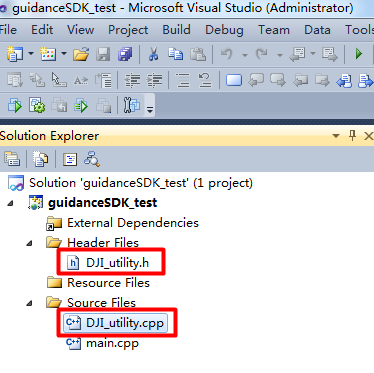 guidanceSDK_test - Microsoft Visual Studio (Administrator)
File Edit View Project Build Debug Team Data Tools
Solution Explorer
Solution 'guidanceSDK_test' (1 project)
guidanceSDK_test
External Dependencies
Header Files
DJI_utility.h
Resource Files
Source Files
DJI_utility.cpp
main.cpp